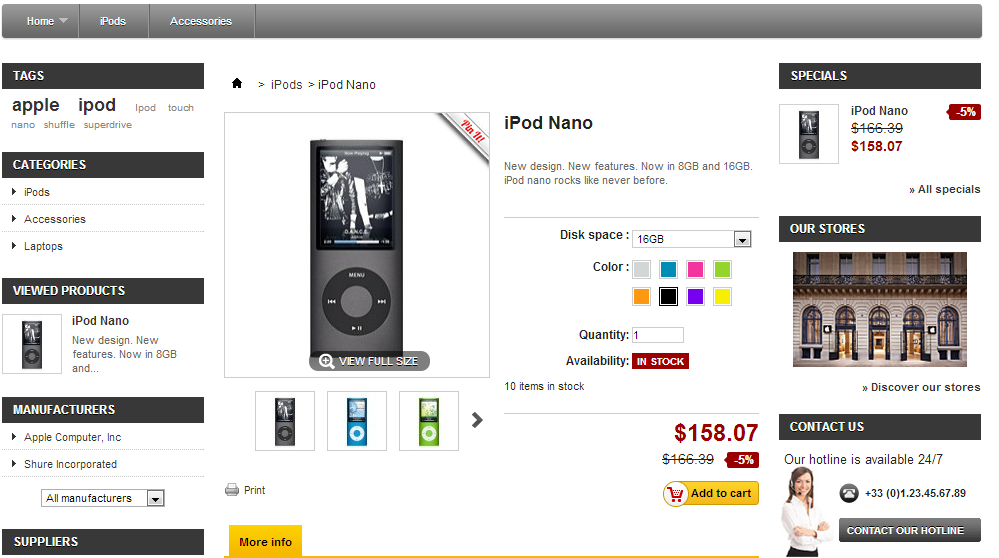 Home iPods Accessories
TAGS
apple ipod Ipod touch
nano shuffle superdrive
CATEGORIES
iPods
Accessories
Laptops
VIEWED PRODUCTS
iPod Nano
New design. New
features. Now in 8GB
and...
MANUFACTURERS
Apple Computer, Inc
Shure Incorporated
All manufacturers
SUPPLIERS
> iPods > iPod Nano
Pin It!
MENU
VIEW FULL SIZE
Print
More info
iPod Nano
New design. New features. Now in 8GB and 16GB.
iPod nano rocks like never before.
Disk space : 16GB
Color :
Quantity: 1
Availability: IN STOCK
10 items in stock
$158.07
$166.39 -5%
Add to cart
SPECIALS
iPod Nano -5%
$166.39
$158.07
» All specials
OUR STORES
» Discover our stores
CONTACT US
Our hotline is available 24/7
+33 (0)1.23.45.67.89
CONTACT OUR HOTLINE